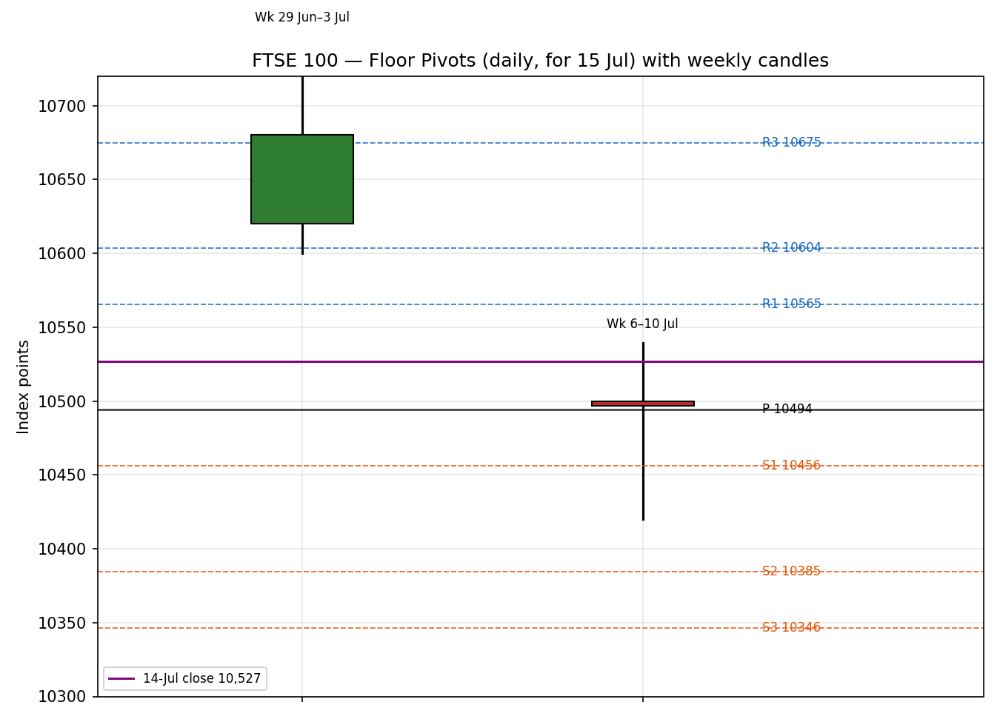 Wk 29 Jun–3 Jul
FTSE 100 — Floor Pivots (daily, for 15 Jul) with weekly candles
10700
R3 10675
10650
10600
R2 10604
R1 10565
10550
Wk 6–10 Jul
Index points
10500
P 10494
10450
S1 10456
10400
S2 10385
10350
S3 10346
14-Jul close 10,527
10300